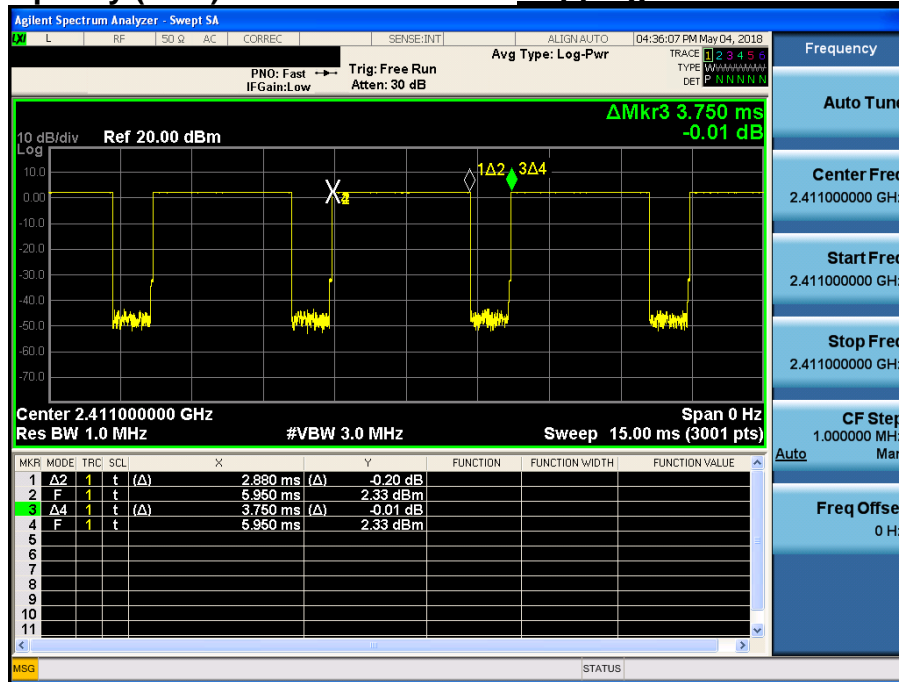 Agilent Spectrum Analyzer - Swept SA
LXI L RF 50 Ω AC CORREC SENSE:INT ALIGN AUTO 04:36:07 PM May 04, 2018
Frequency
Avg Type: Log-Pwr TRACE 1 2 3 4 5 6
PNO: Fast Trig: Free Run TYPE WWWWWW
IFGain:Low Atten: 30 dB DET P N N N N N
Auto Tune
ΔMkr3 3.750 ms
10 dB/div Ref 20.00 dBm -0.01 dB
Log
10.0
0.00
-10.0
-20.0
-30.0
-40.0
-50.0
-60.0
-70.0
1Δ2 3Δ4
Center Freq
2.411000000 GHz
Start Freq
2.411000000 GHz
Stop Freq
2.411000000 GHz
Center 2.411000000 GHz Span 0 Hz
Res BW 1.0 MHz #VBW 3.0 MHz Sweep 15.00 ms (3001 pts)
CF Step
1.000000 MHz
Auto Man
MKR MODE TRC SCL X Y FUNCTION FUNCTION WIDTH FUNCTION VALUE
1 Δ2 1 t (Δ) 2.880 ms (Δ) -0.20 dB
2 F 1 t 5.950 ms 2.33 dBm
3 Δ4 1 t (Δ) 3.750 ms (Δ) -0.01 dB
4 F 1 t 5.950 ms 2.33 dBm
5
6
7
8
9
10
11
Freq Offset
0 Hz
MSG STATUS